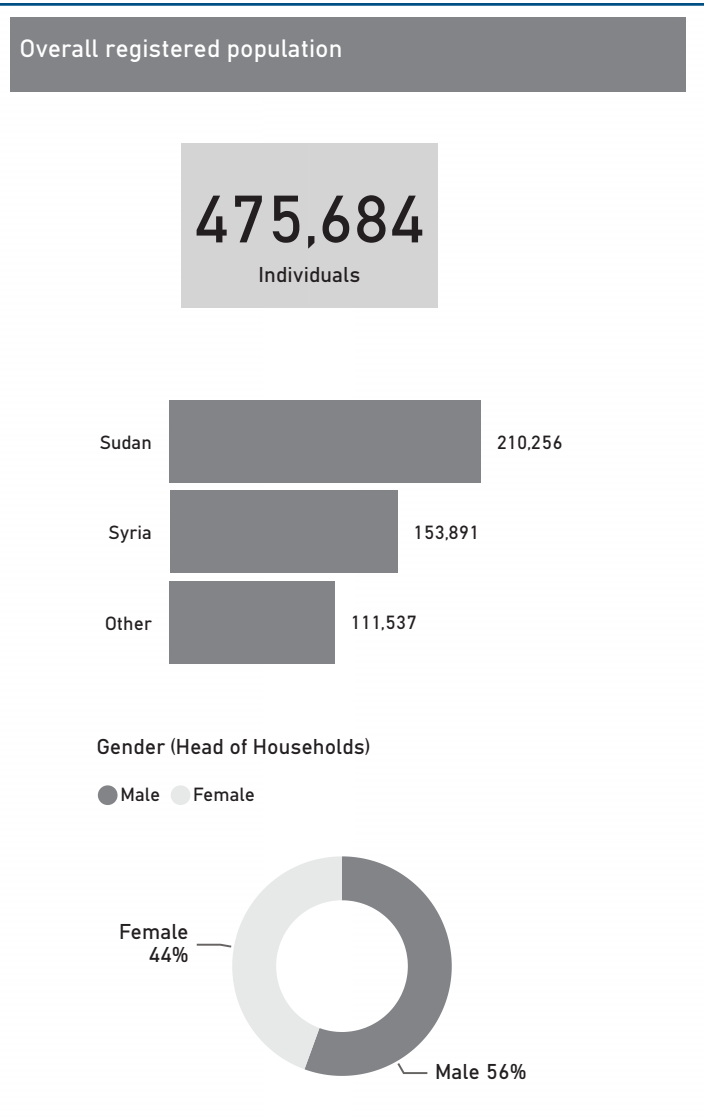 Overall registered population
475,684
Individuals
Sudan 210,256
Syria 153,891
Other 111,537
Gender (Head of Households)
Male Female
Female
44%
Male 56%